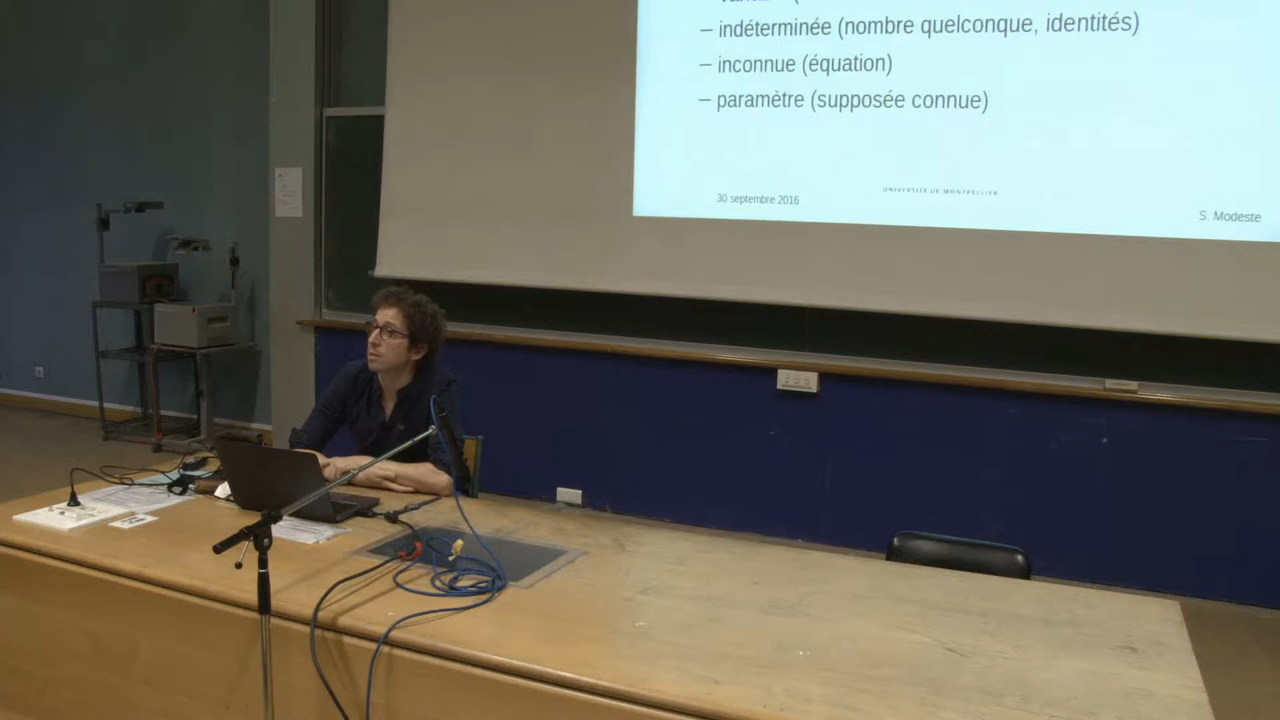 – indéterminée (nombre quelconque, identités)
– inconnue (équation)
– paramètre (supposée connue)
30 septembre 2016
UNIVERSITÉ DE MONTPELLIER
S. Modeste